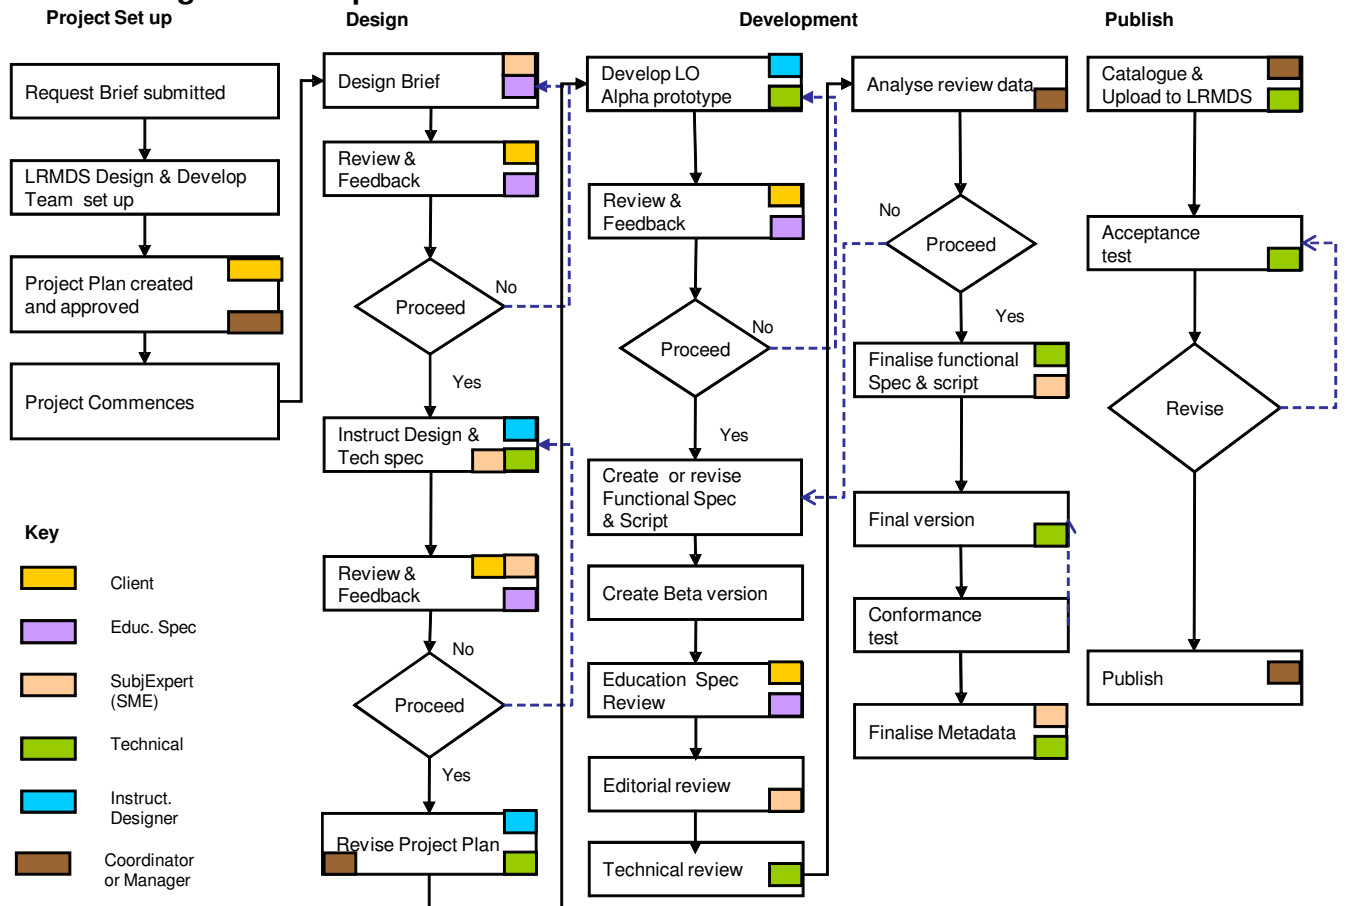 Project Set up
Design
Development
Publish
Request Brief submitted
LRMDS Design & Develop
Team set up
Project Plan created
and approved
Project Commences
Key
Client
Educ. Spec
SubjExpert
(SME)
Technical
Instruct.
Designer
Coordinator
or Manager
Design Brief
Review &
Feedback
Proceed
No
Yes
Instruct Design &
Tech spec
Review &
Feedback
No
Proceed
Yes
Revise Project Plan
Develop LO
Alpha prototype
Review &
Feedback
No
Proceed
Yes
Create or revise
Functional Spec
& Script
Create Beta version
Education Spec
Review
Editorial review
Technical review
Analyse review data
No
Proceed
Yes
Finalise functional
Spec & script
Final version
Conformance
test
Finalise Metadata
Catalogue &
Upload to LRMDS
Acceptance
test
Revise
Publish